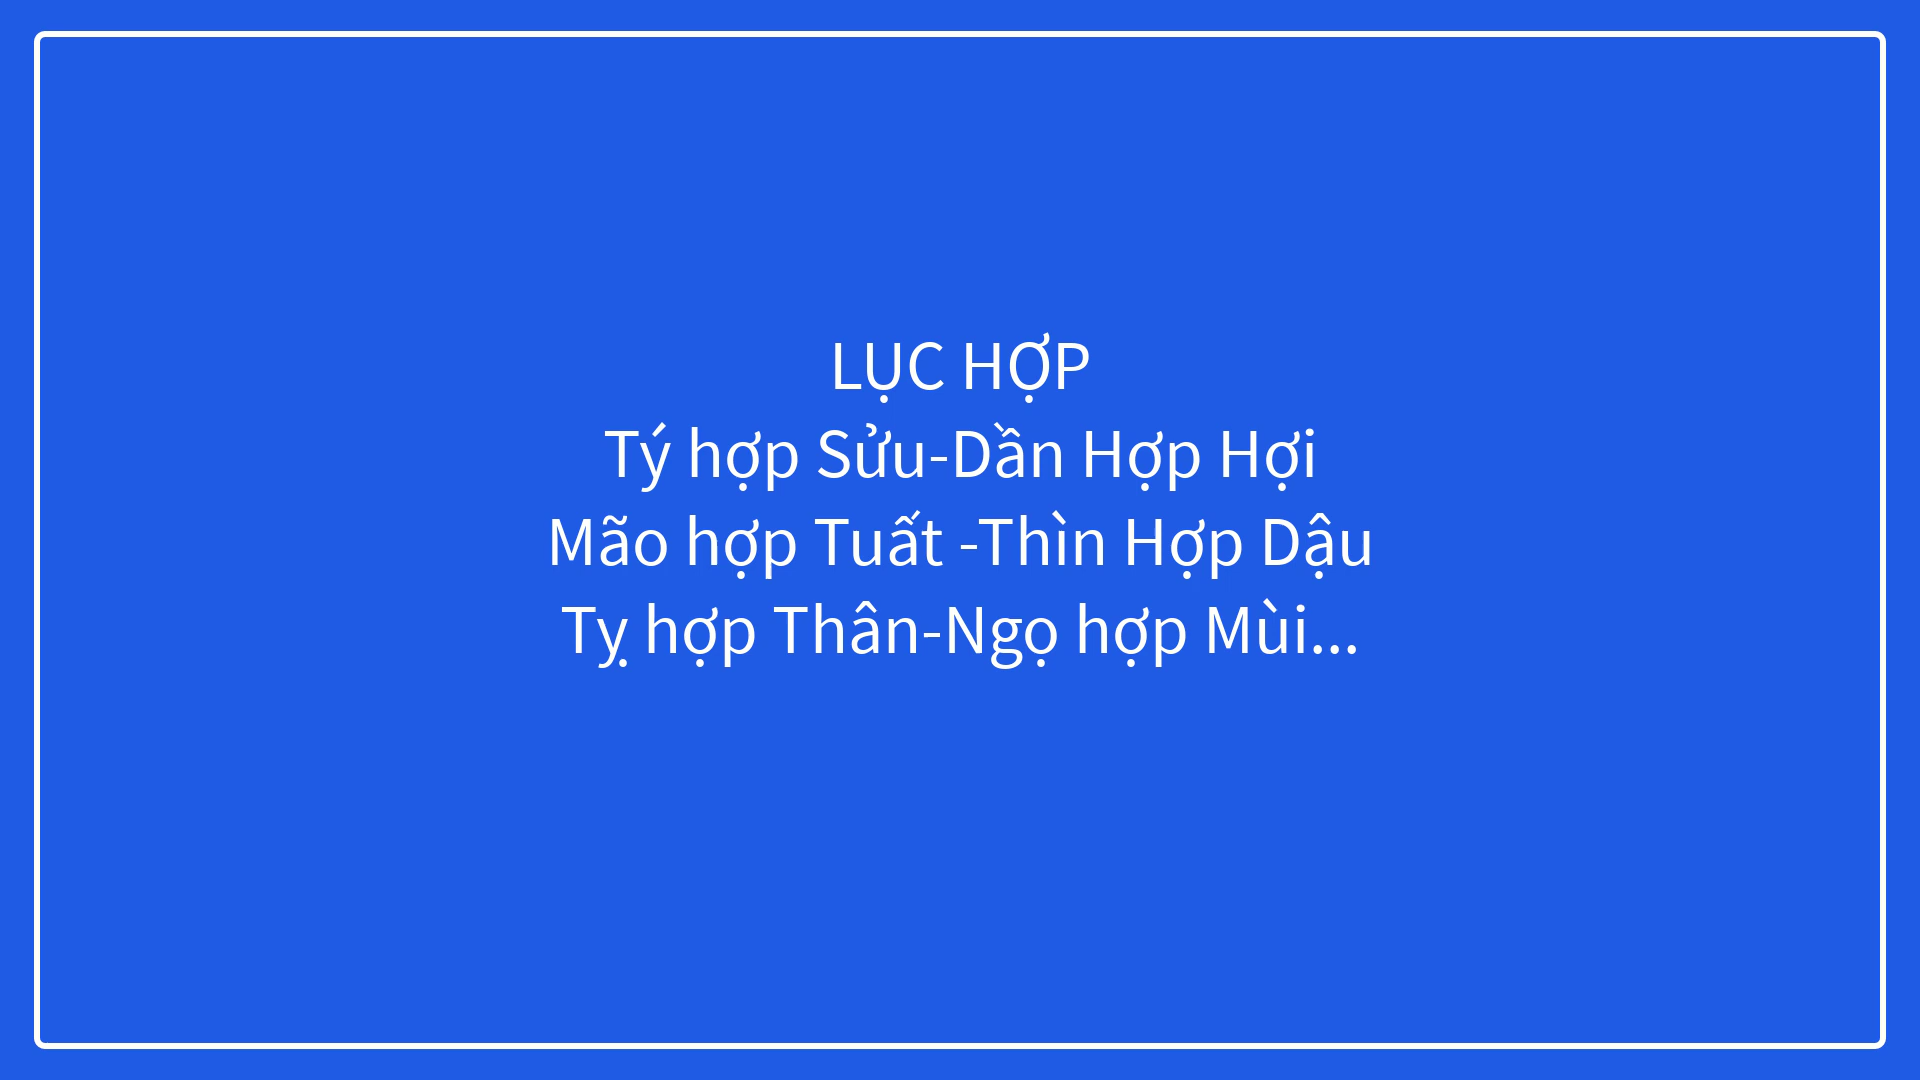 LỤC HỢP
Tý hợp Sửu-Dần Hợp Hợi
Mão hợp Tuất -Thìn Hợp Dậu
Tỵ hợp Thân-Ngọ hợp Mùi...